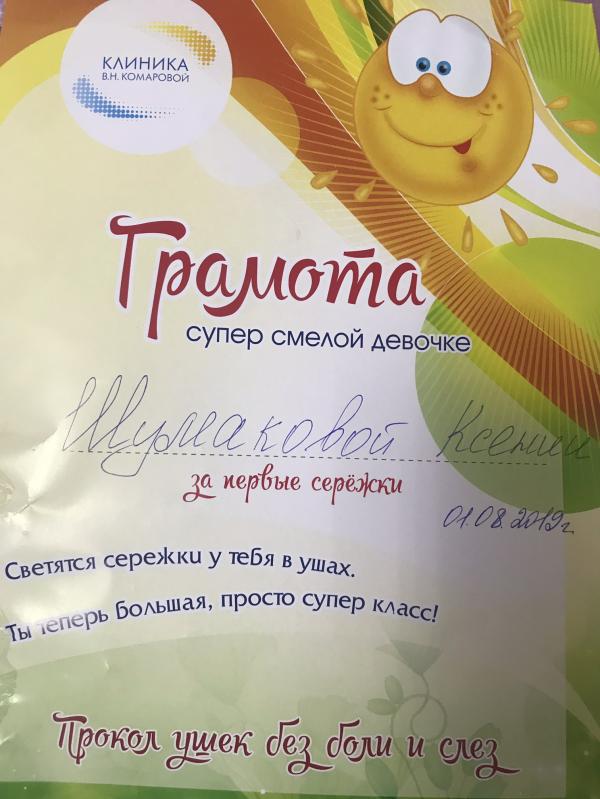 КЛИНИКА
В.Н. КОМАРОВОЙ
Грамота
супер смелой девочке
Шумаковой Ксении
за первые серёжки
01.08.2019г.
Светятся сережки у тебя в ушах.
Ты теперь большая, просто супер класс!
Прокол ушек без боли и слез